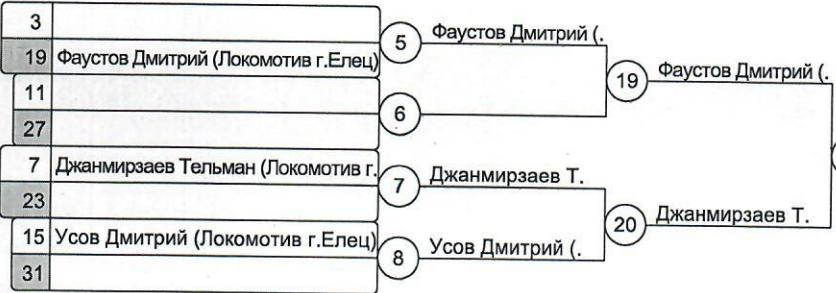 3
19 Фаустов Дмитрий (Локомотив г.Елец)
5 Фаустов Дмитрий (.
11
27
6
19 Фаустов Дмитрий (.
7 Джанмирзаев Тельман (Локомотив г.
23
7 Джанмирзаев Т.
15 Усов Дмитрий (Локомотив г.Елец)
31
8 Усов Дмитрий (.
20 Джанмирзаев Т.